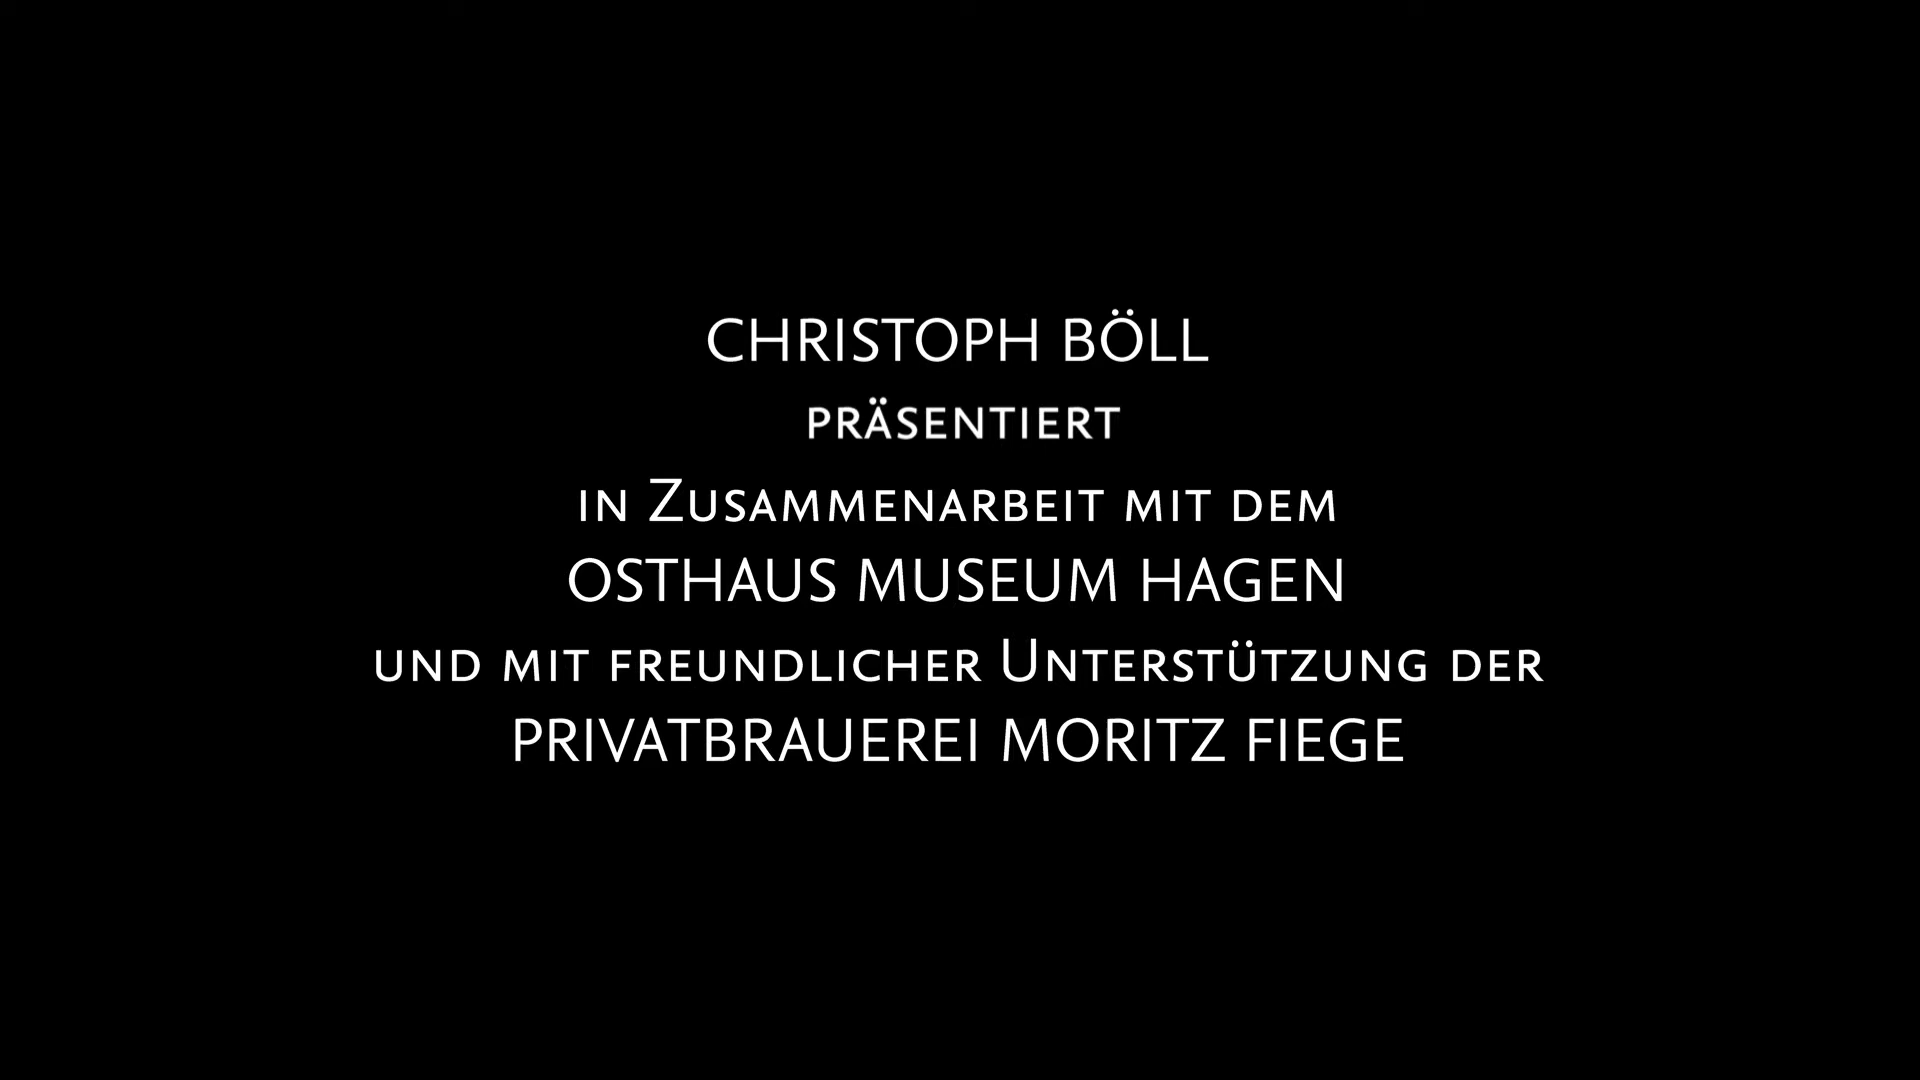 CHRISTOPH BÖLL
PRÄSENTIERT
IN ZUSAMMENARBEIT MIT DEM
OSTHAUS MUSEUM HAGEN
UND MIT FREUNDLICHER UNTERSTÜTZUNG DER
PRIVATBRAUEREI MORITZ FIEGE